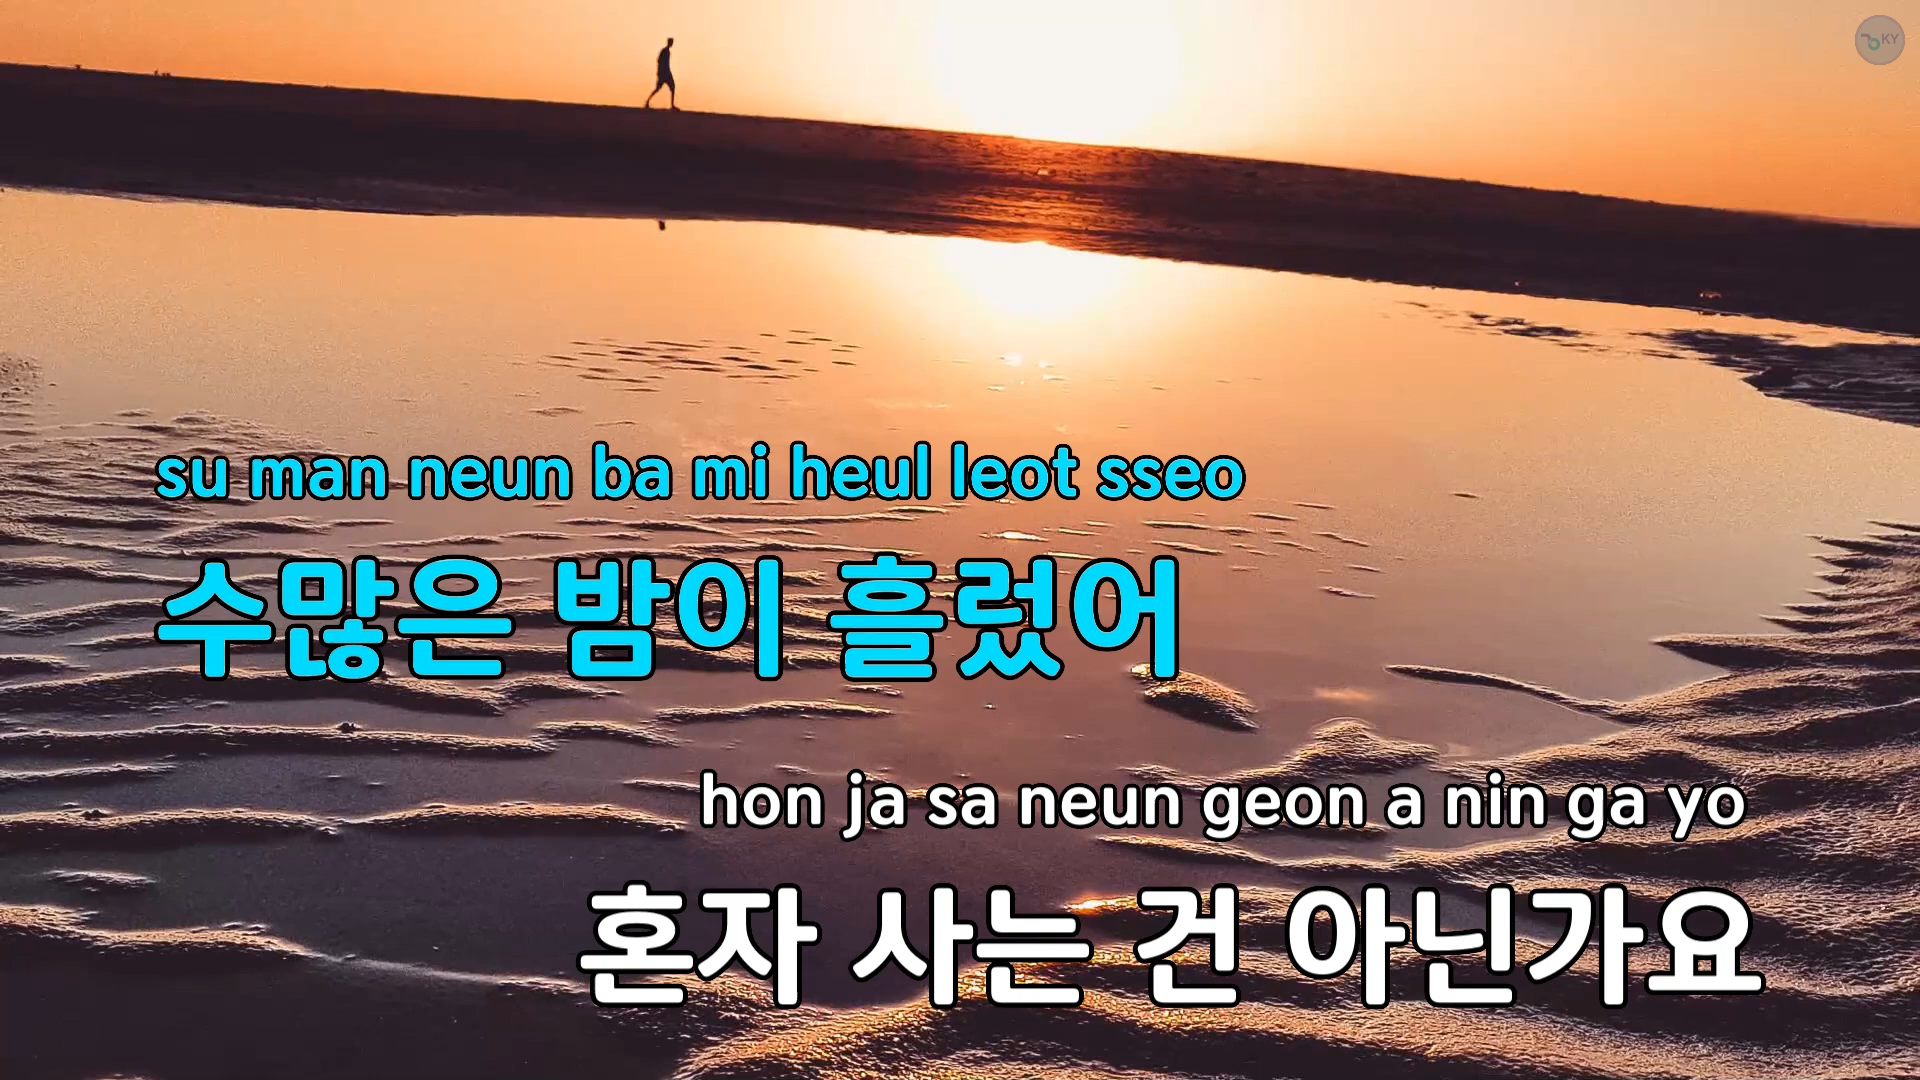 KY
su man neun ba mi heul leot sseo
수많은 밤이 흘렀어
hon ja sa neun geon a nin ga yo
혼자 사는 건 아닌가요